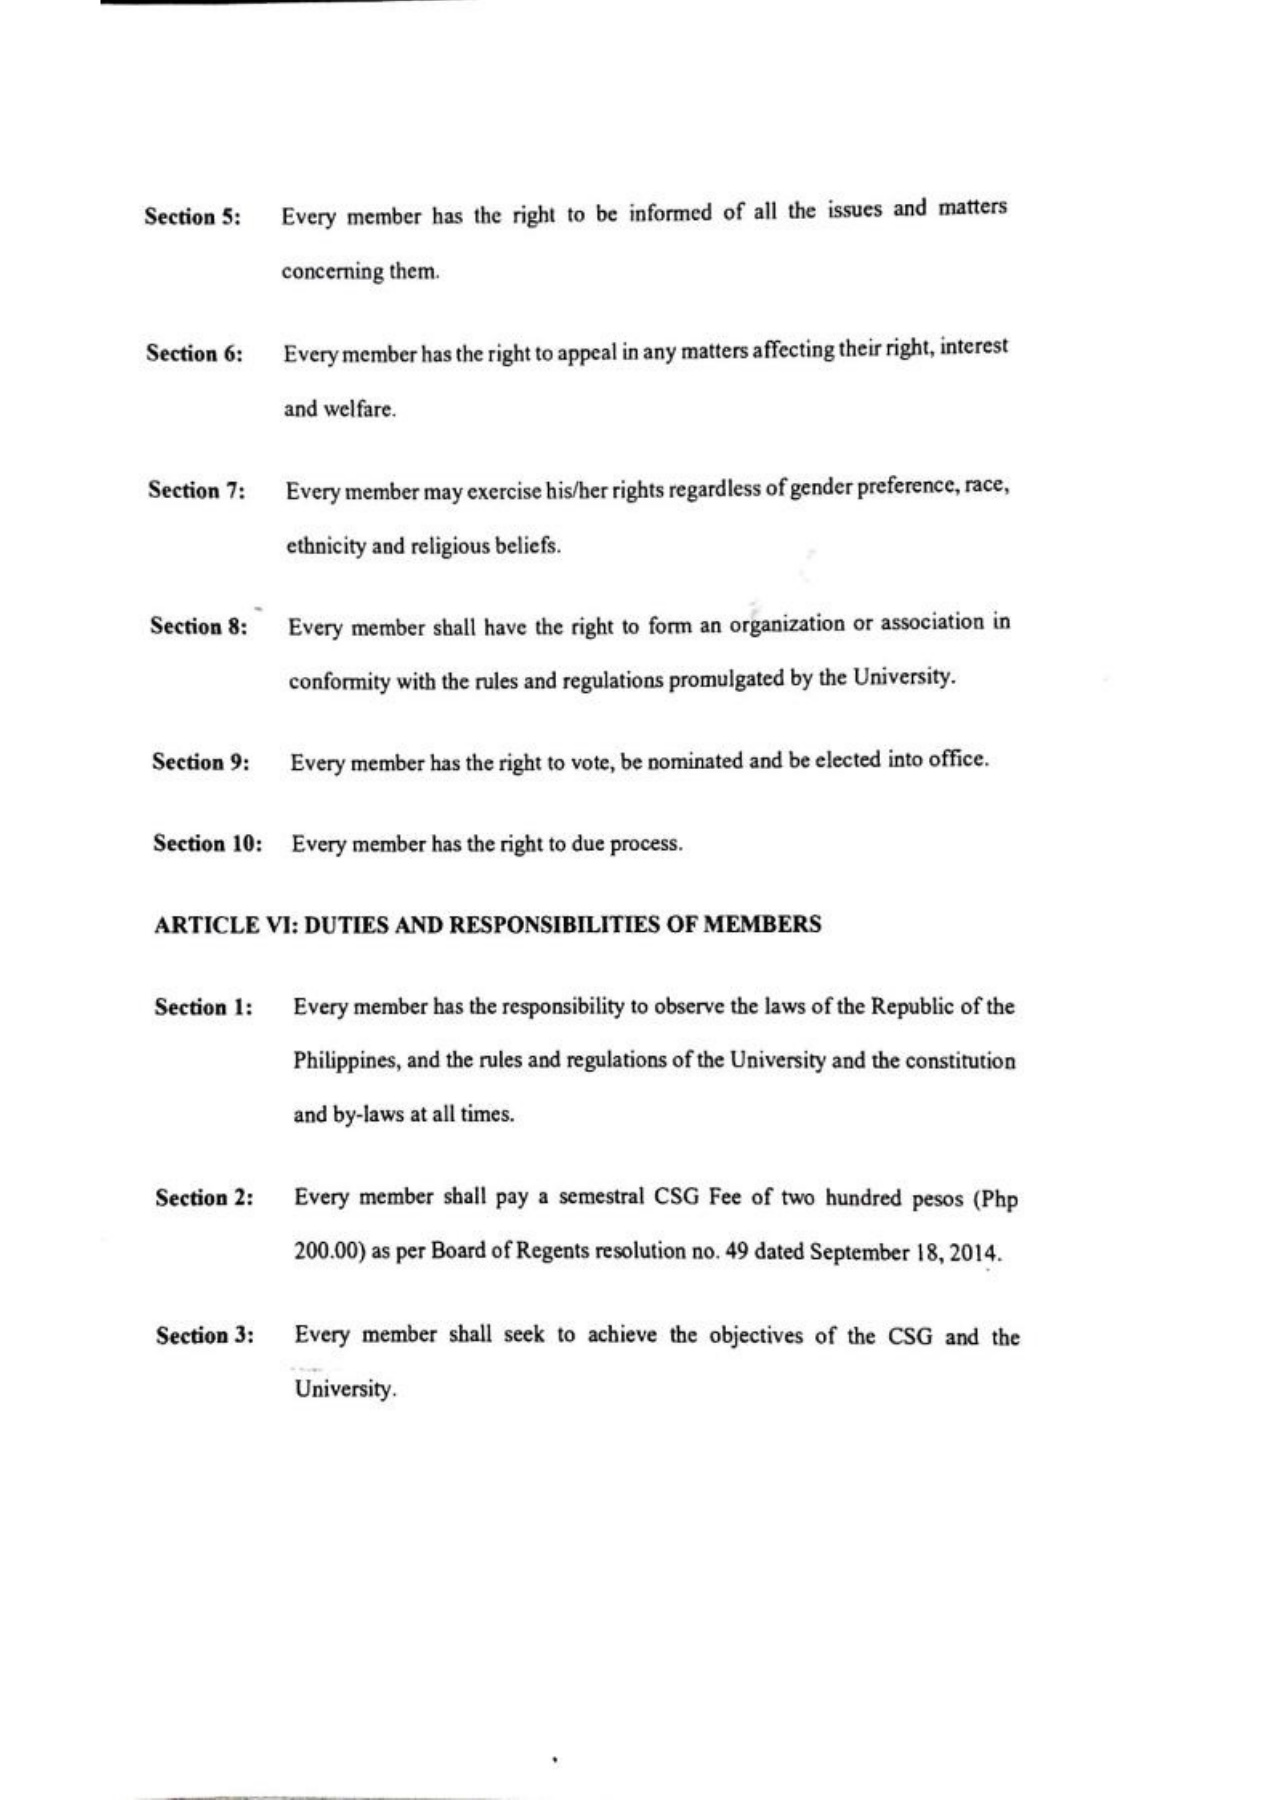 Section 5: Every member has the right to be informed of all the issues and matters
concerning them.
Section 6: Every member has the right to appeal in any matters affecting their right, interest
and welfare.
Section 7: Every member may exercise his/her rights regardless of gender preference, race,
ethnicity and religious beliefs.
Section 8: Every member shall have the right to form an organization or association in
conformity with the rules and regulations promulgated by the University.
Section 9: Every member has the right to vote, be nominated and be elected into office.
Section 10: Every member has the right to due process.
ARTICLE VI: DUTIES AND RESPONSIBILITIES OF MEMBERS
Section 1: Every member has the responsibility to observe the laws of the Republic of the
Philippines, and the rules and regulations of the University and the constitution
and by-laws at all times.
Section 2: Every member shall pay a semestral CSG Fee of two hundred pesos (Php
200.00) as per Board of Regents resolution no. 49 dated September 18, 2014.
Section 3: Every member shall seek to achieve the objectives of the CSG and the
University.